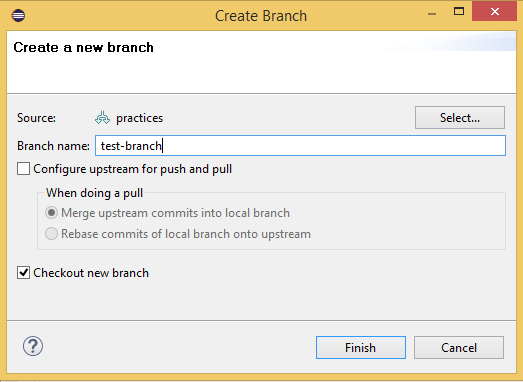 Create Branch
Create a new branch
Source: practices Select...
Branch name: test-branch
Configure upstream for push and pull
When doing a pull
Merge upstream commits into local branch
Rebase commits of local branch onto upstream
Checkout new branch
? Finish Cancel